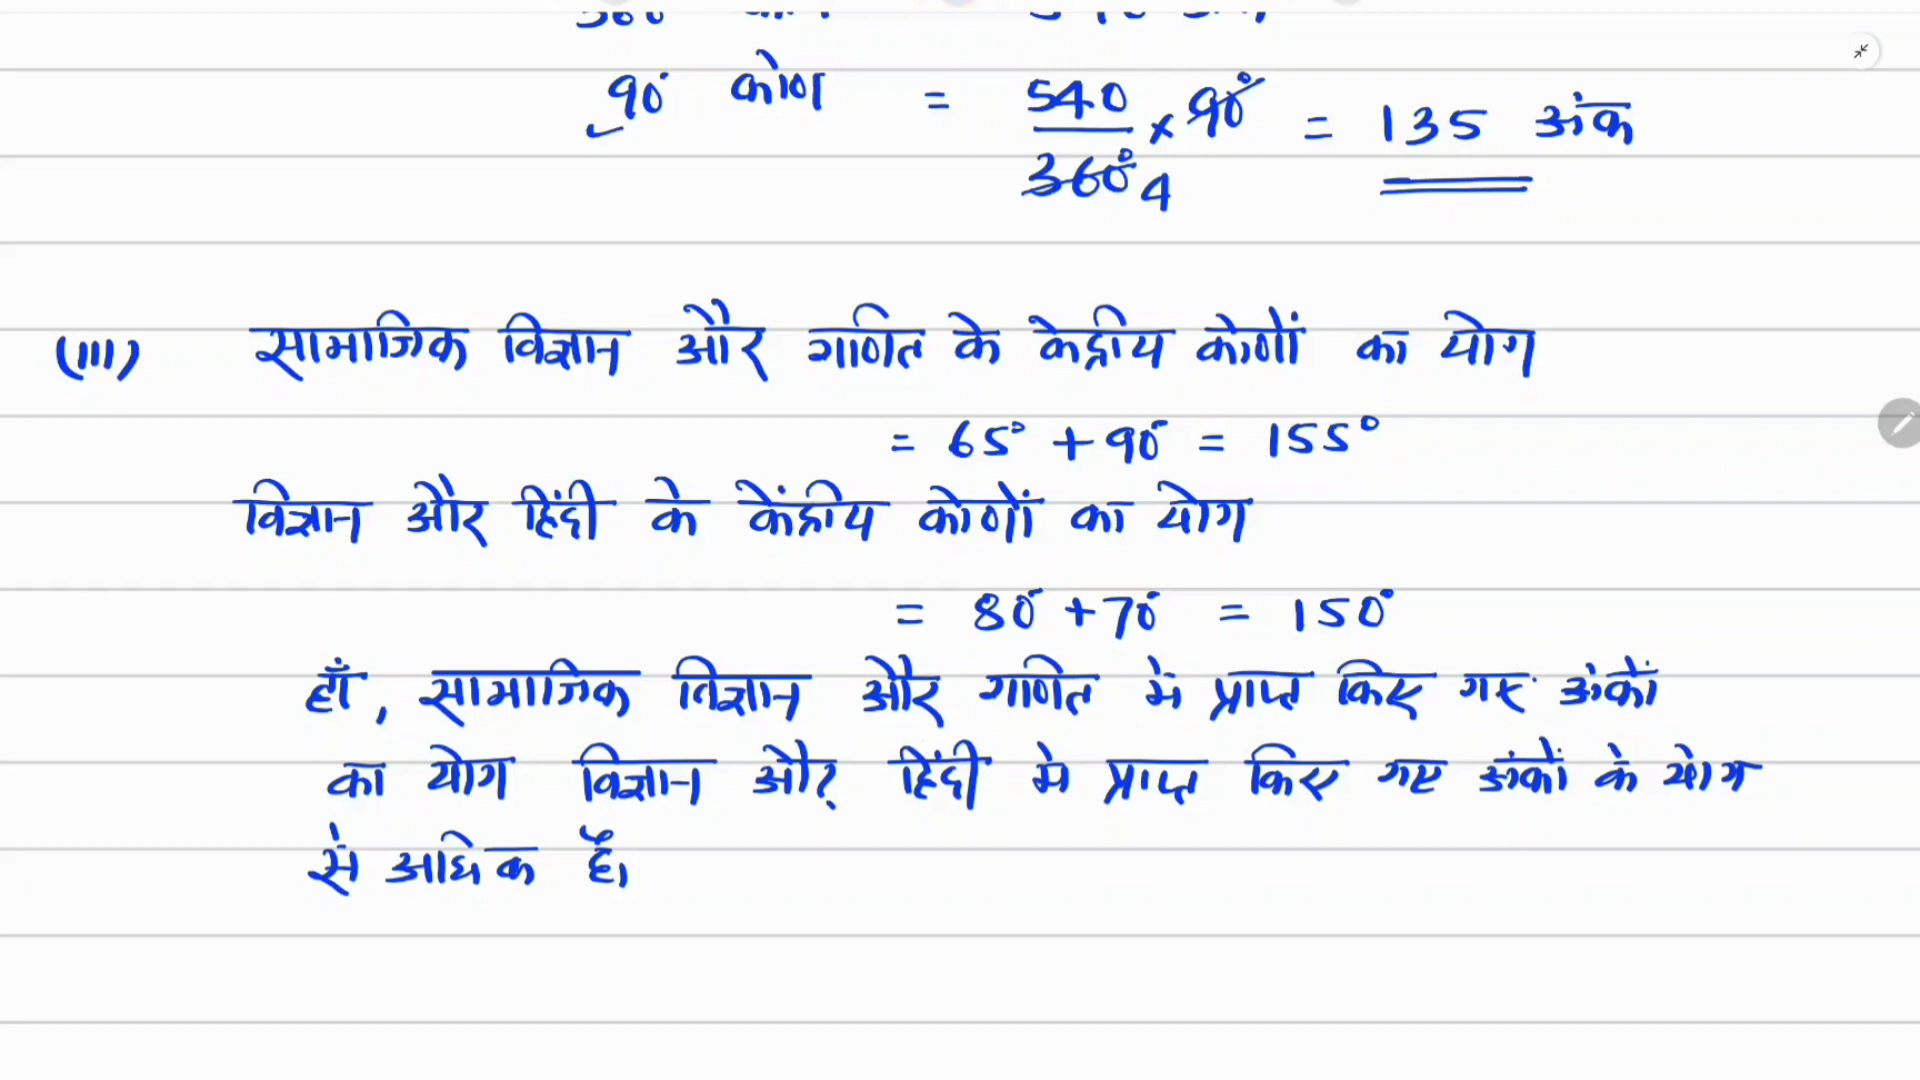 90° कोण = 540/360° × 90° = 135 अंक
4
(III) सामाजिक विज्ञान और गणित के केद्रीय कोणों का योग
= 65° + 90° = 155°
विज्ञान और हिंदी के केंद्रीय कोणों का योग
= 80° + 70° = 150°
हाँ, सामाजिक विज्ञान और गणित मे प्राप्त किए गए अंकों
का योग विज्ञान और हिंदी मे प्राप्त किए गए अंकों के योग
से अधिक है।